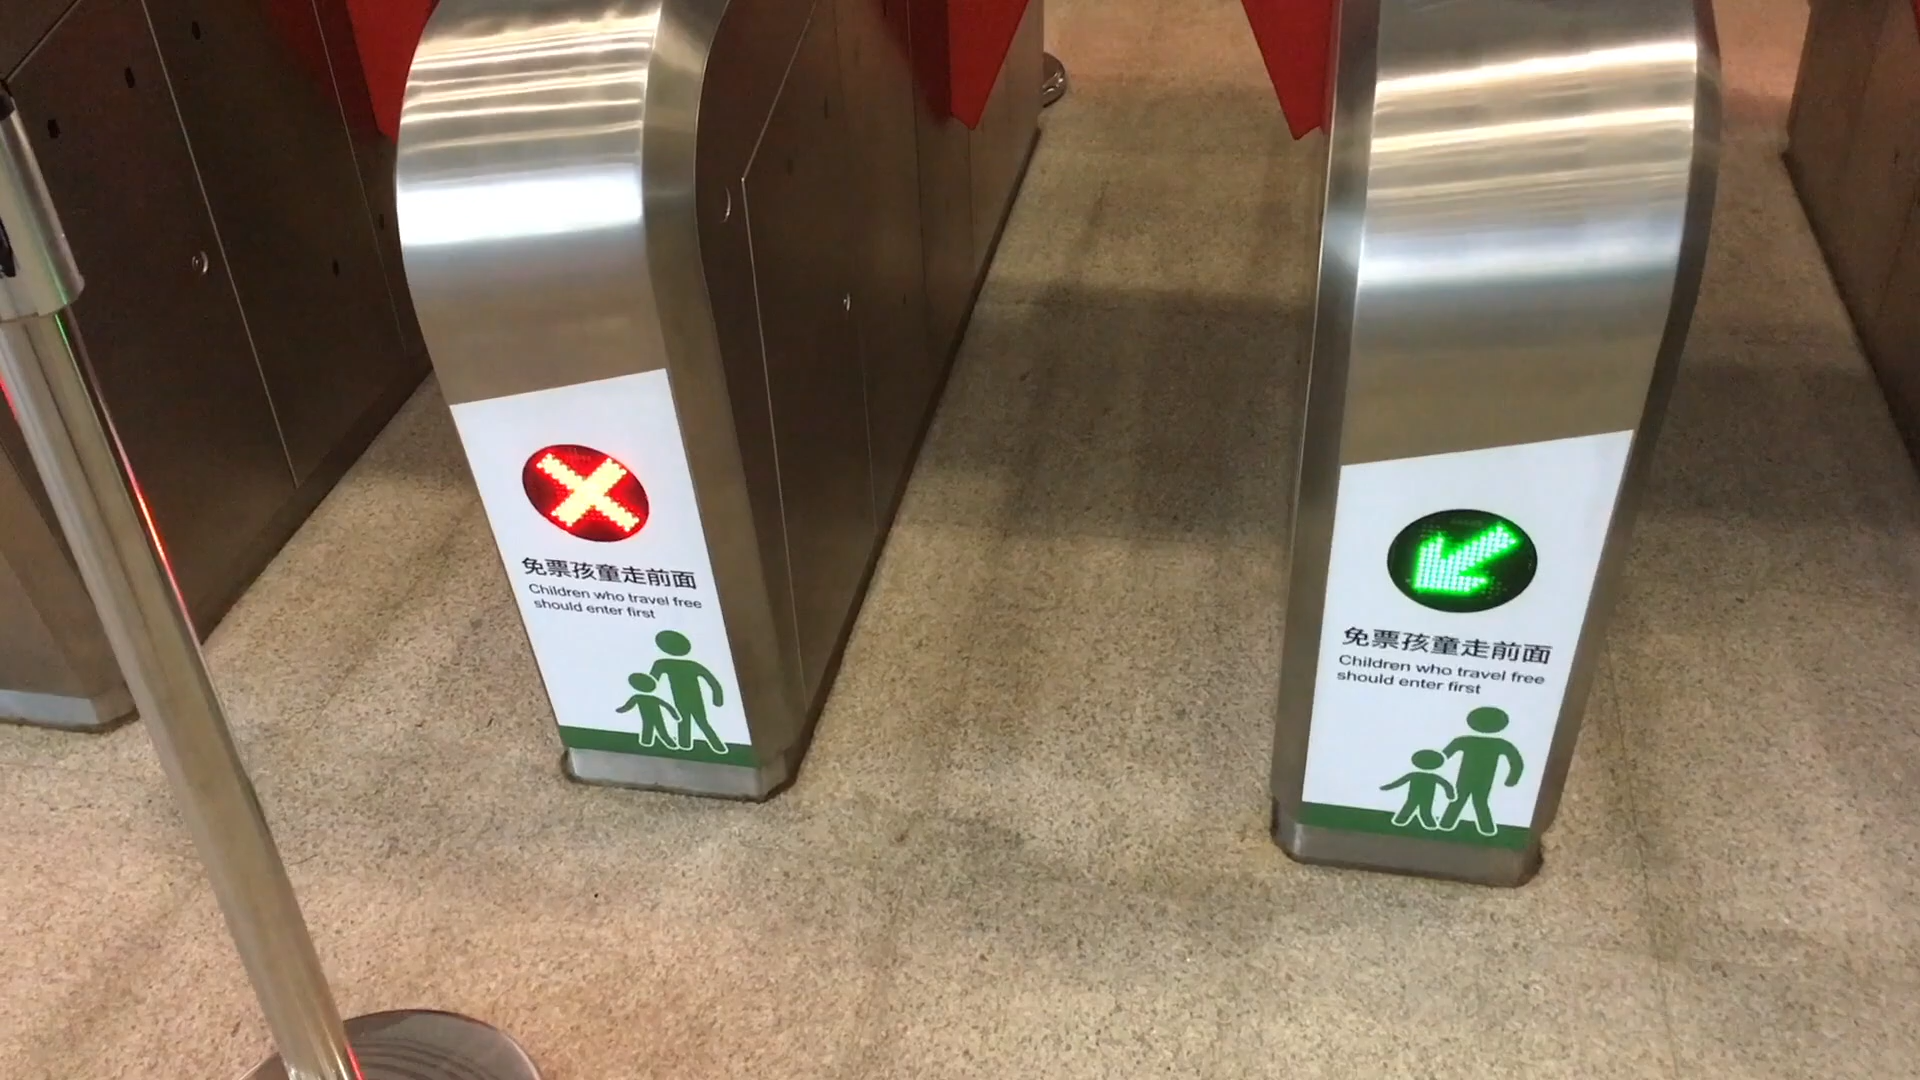 免票孩童走前面
Children who travel free
should enter first
免票孩童走前面
Children who travel free
should enter first